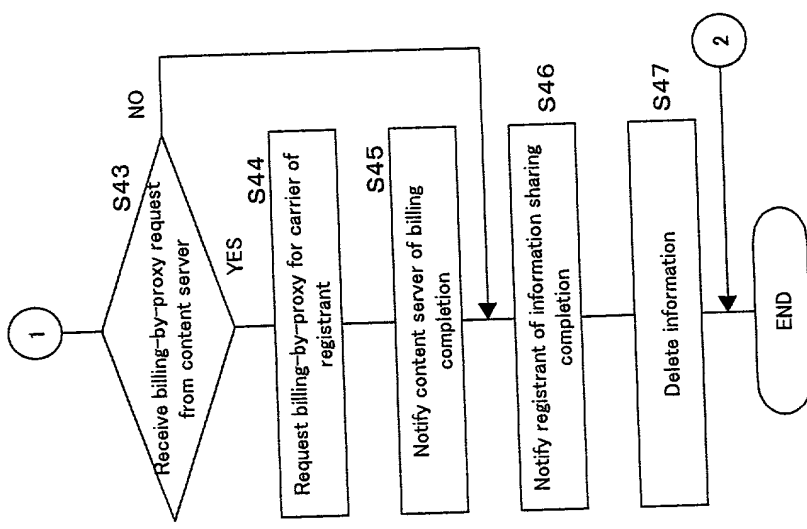 1
S43
Receive billing-by-proxy request
from content server
NO
YES
S44
Request billing-by-proxy for carrier of
registrant
S45
Notify content server of billing
completion
S46
Notify registrant of information sharing
completion
S47
Delete information
2
END